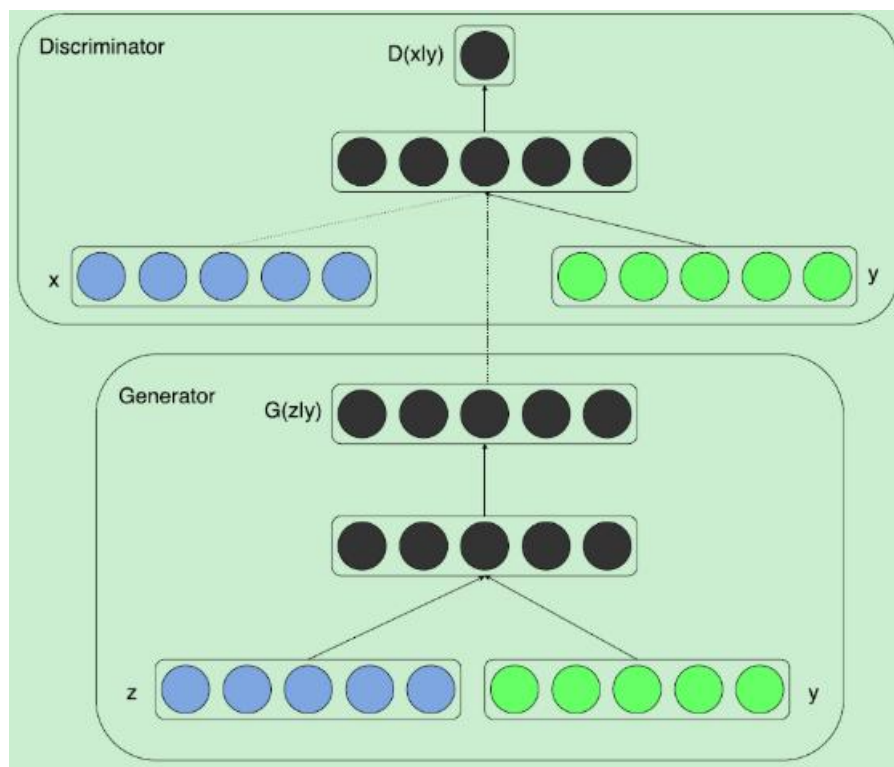 Discriminator
D(x|y)
x
y
Generator
G(z|y)
z
y